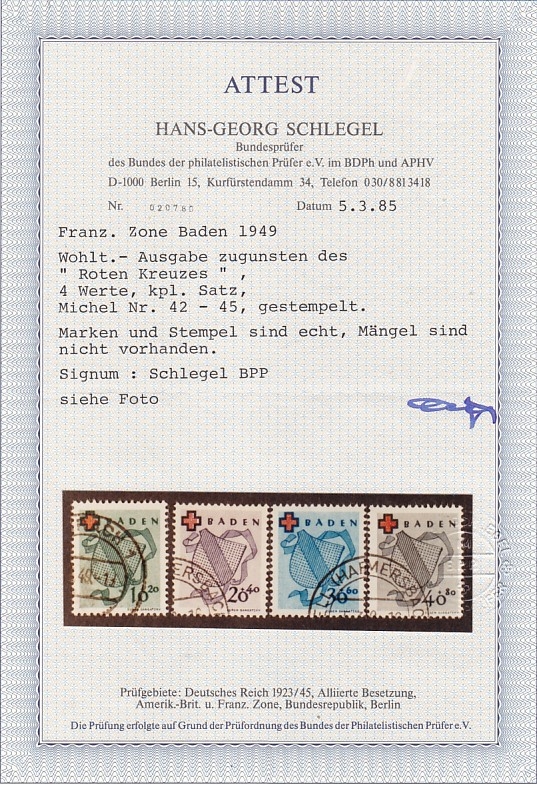 ATTEST
HANS-GEORG SCHLEGEL
Bundesprüfer
des Bundes der philatelistischen Prüfer e.V. im BDPh und APHV
D-1000 Berlin 15, Kurfürstendamm 34, Telefon 030/8813418
Nr. 020780 Datum 5.3.85
Franz. Zone Baden 1949
Wohlt.- Ausgabe zugunsten des
" Roten Kreuzes " ,
4 Werte, kpl. Satz,
Michel Nr. 42 - 45, gestempelt.
Marken und Stempel sind echt, Mängel sind
nicht vorhanden.
Signum : Schlegel BPP
siehe Foto
BADEN BADEN BADEN BADEN
10+20 20+40 30+60 40+80
HARMERSBACH
Prüfgebiete: Deutsches Reich 1923/45, Alliierte Besetzung,
Amerik.-Brit. u. Franz. Zone, Bundesrepublik, Berlin
Die Prüfung erfolgte auf Grund der Prüfordnung des Bundes der Philatelistischen Prüfer e.V.